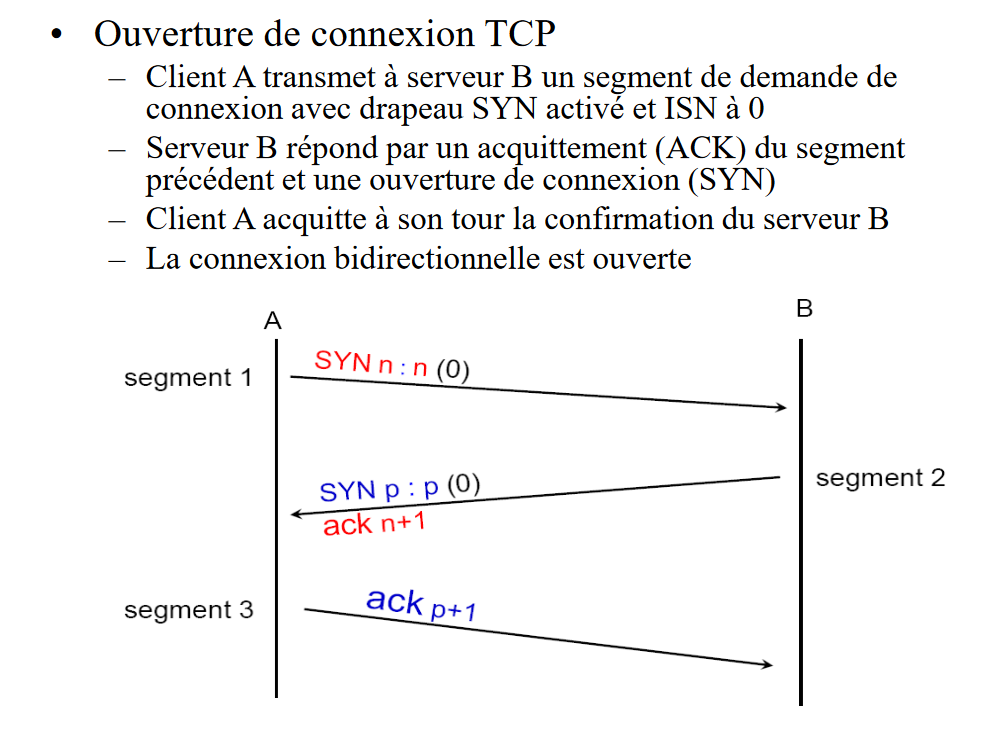 • Ouverture de connexion TCP
– Client A transmet à serveur B un segment de demande de
connexion avec drapeau SYN activé et ISN à 0
– Serveur B répond par un acquittement (ACK) du segment
précédent et une ouverture de connexion (SYN)
– Client A acquitte à son tour la confirmation du serveur B
– La connexion bidirectionnelle est ouverte
A
B
segment 1
SYN n : n (0)
SYN p : p (0)
segment 2
ack n+1
segment 3
ack p+1